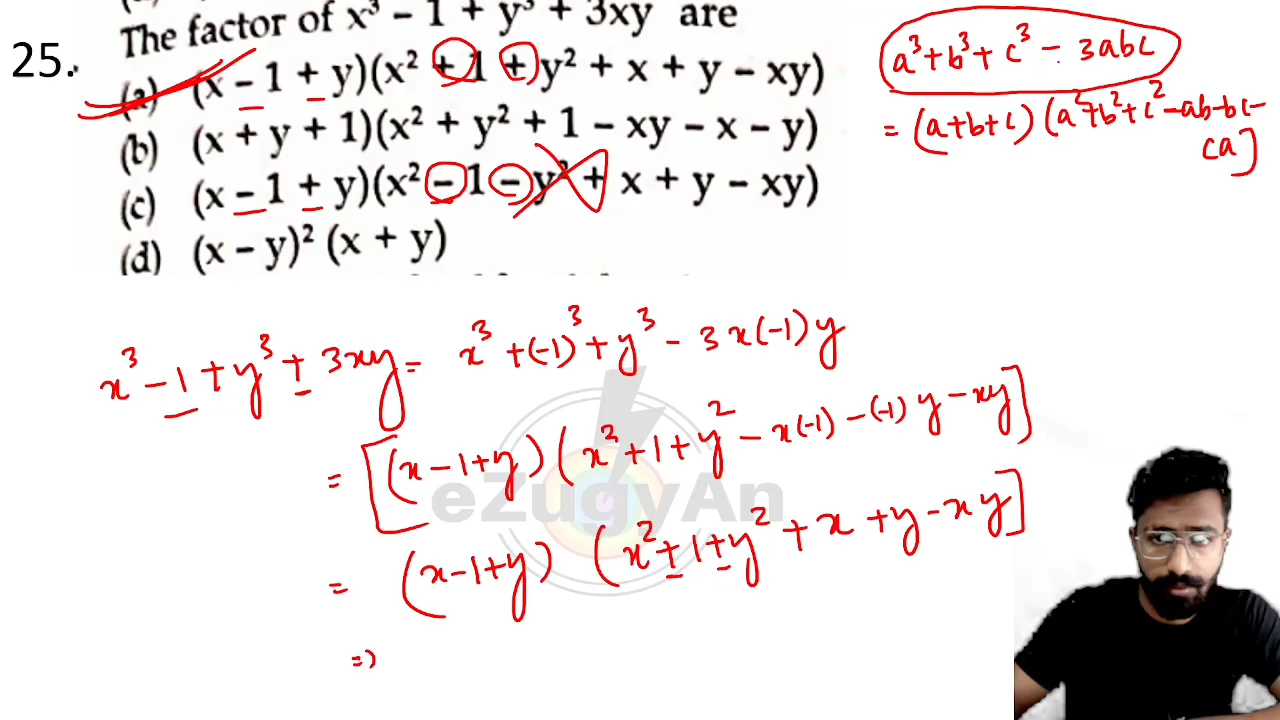 25.
The factor of x³ − 1 + y³ + 3xy are
(a) (x − 1 + y)(x² + 1 + y² + x + y − xy)
(b) (x + y + 1)(x² + y² + 1 − xy − x − y)
(c) (x − 1 + y)(x² − 1 − y² + x + y − xy)
(d) (x − y)² (x + y)
a³ + b³ + c³ − 3abc
= (a+b+c) (a²+b²+c² −ab−bc−
ca]
x³ − 1 + y³ + 3xy = x³ + (−1)³ + y³ − 3x(−1)y
= [(x−1+y) (x²+1+y² − x(−1) − (−1)y − xy]
= (x−1+y) (x²+1+y² + x + y − xy]
⇒
eZugyAn